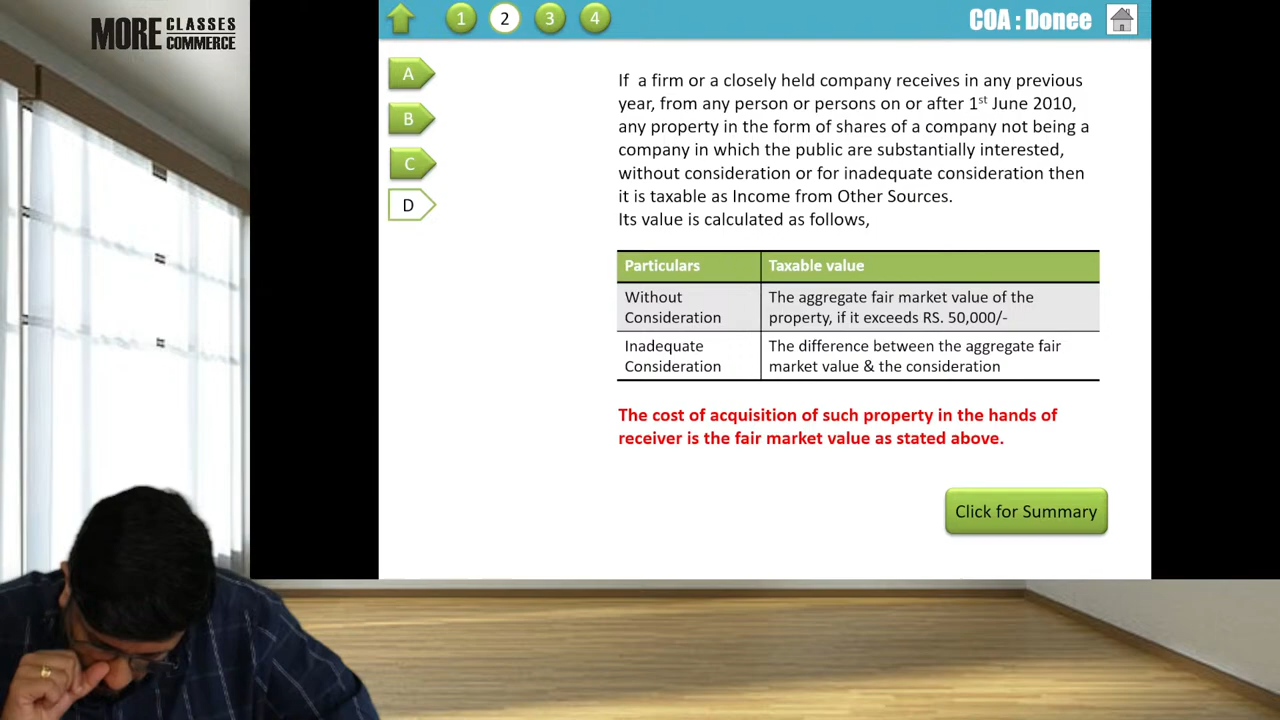 MORE CLASSES COMMERCE
1 2 3 4
COA : Donee
A
B
C
D
If a firm or a closely held company receives in any previous
year, from any person or persons on or after 1st June 2010,
any property in the form of shares of a company not being a
company in which the public are substantially interested,
without consideration or for inadequate consideration then
it is taxable as Income from Other Sources.
Its value is calculated as follows,
Particulars Taxable value
Without The aggregate fair market value of the
Consideration property, if it exceeds RS. 50,000/-
Inadequate The difference between the aggregate fair
Consideration market value & the consideration
The cost of acquisition of such property in the hands of
receiver is the fair market value as stated above.
Click for Summary